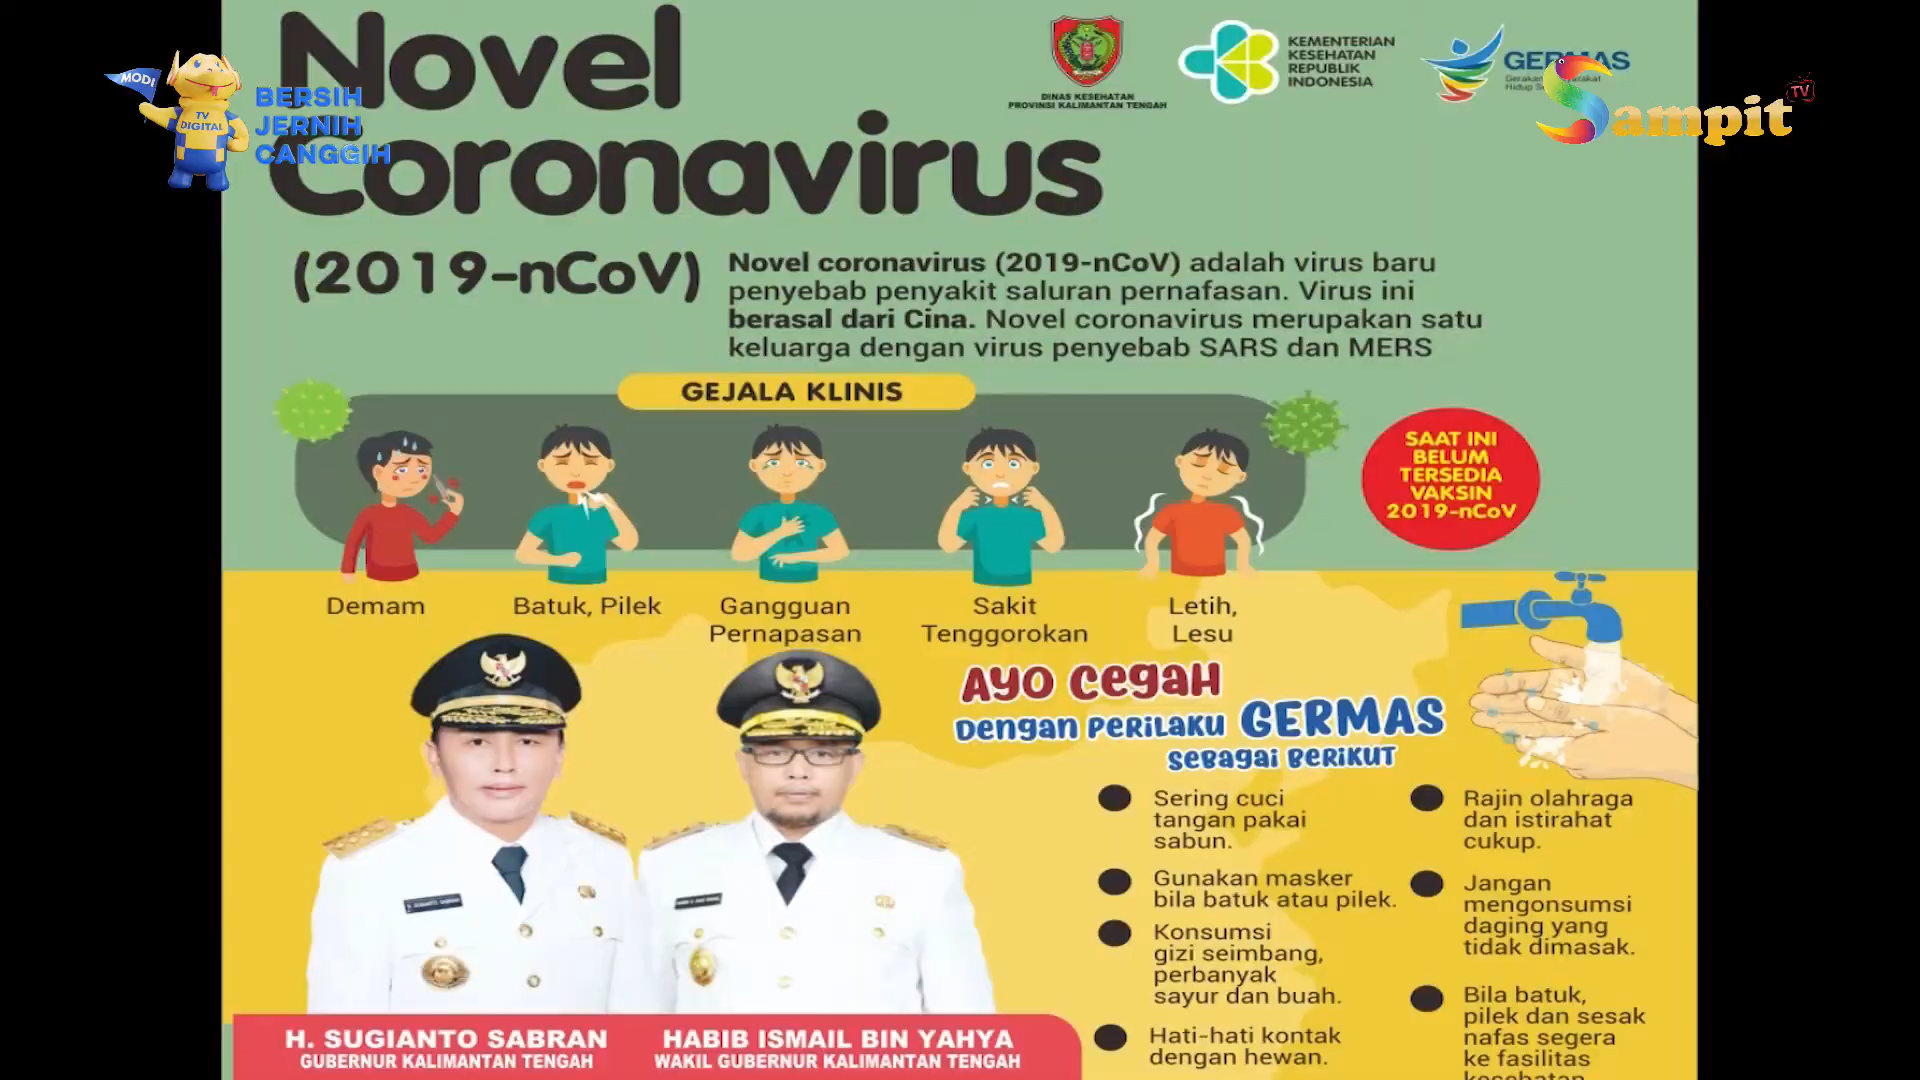 Novel
Coronavirus
(2019-nCoV)
MODI
TV
DIGITAL
BERSIH
JERNIH
CANGGIH
DINAS KESEHATAN
PROVINSI KALIMANTAN TENGAH
KEMENTERIAN
KESEHATAN
REPUBLIK
INDONESIA
GERMAS
Sampit TV
Novel coronavirus (2019-nCoV) adalah virus baru
penyebab penyakit saluran pernafasan. Virus ini
berasal dari Cina. Novel coronavirus merupakan satu
keluarga dengan virus penyebab SARS dan MERS
GEJALA KLINIS
SAAT INI
BELUM
TERSEDIA
VAKSIN
2019-nCoV
Demam
Batuk, Pilek
Gangguan
Pernapasan
Sakit
Tenggorokan
Letih,
Lesu
AYO CEGAH
DENGAN PERILAKU GERMAS
SEBAGAI BERIKUT
Sering cuci
tangan pakai
sabun.
Gunakan masker
bila batuk atau pilek.
Konsumsi
gizi seimbang,
perbanyak
sayur dan buah.
Hati-hati kontak
dengan hewan.
Rajin olahraga
dan istirahat
cukup.
Jangan
mengonsumsi
daging yang
tidak dimasak.
Bila batuk,
pilek dan sesak
nafas segera
ke fasilitas
kesehatan
H. SUGIANTO SABRAN
GUBERNUR KALIMANTAN TENGAH
HABIB ISMAIL BIN YAHYA
WAKIL GUBERNUR KALIMANTAN TENGAH